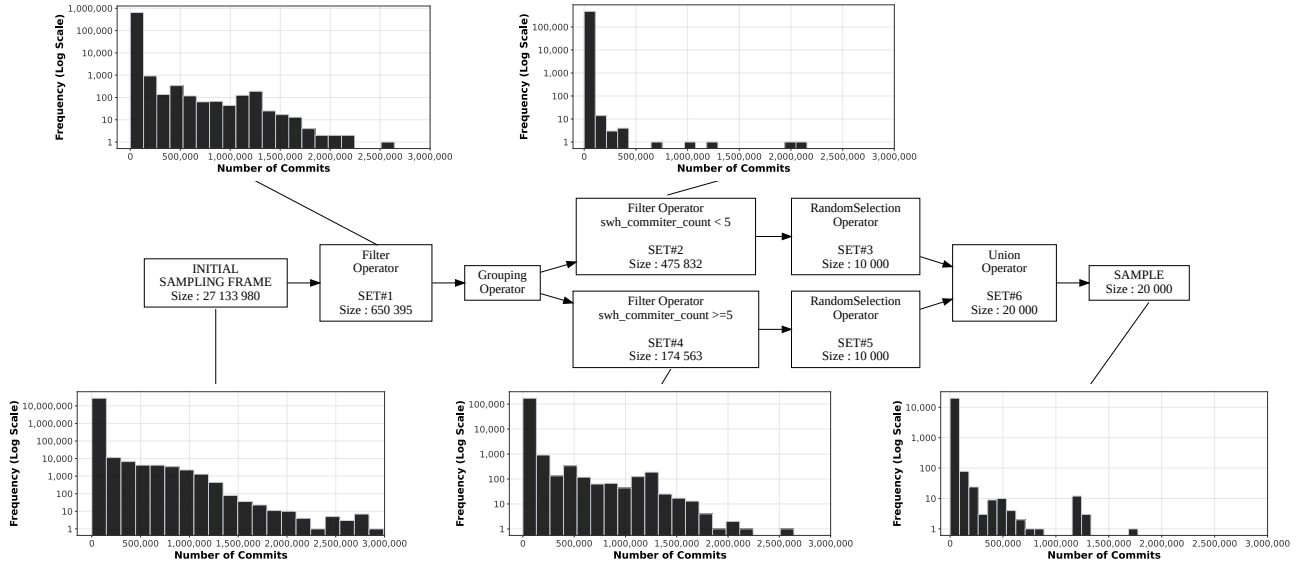 1,000,000
100,000
10,000
1,000
100
10
1
Frequency (Log Scale)
0 500,000 1,000,000 1,500,000 2,000,000 2,500,000 3,000,000
Number of Commits
100,000
10,000
1,000
100
10
1
Frequency (Log Scale)
0 500,000 1,000,000 1,500,000 2,000,000 2,500,000 3,000,000
Number of Commits
INITIAL
SAMPLING FRAME
Size : 27 133 980
Filter
Operator
SET#1
Size : 650 395
Grouping
Operator
Filter Operator
swh_commiter_count < 5
SET#2
Size : 475 832
RandomSelection
Operator
SET#3
Size : 10 000
Filter Operator
swh_commiter_count >=5
SET#4
Size : 174 563
RandomSelection
Operator
SET#5
Size : 10 000
Union
Operator
SET#6
Size : 20 000
SAMPLE
Size : 20 000
10,000,000
1,000,000
100,000
10,000
1,000
100
10
1
Frequency (Log Scale)
0 500,000 1,000,000 1,500,000 2,000,000 2,500,000 3,000,000
Number of Commits
100,000
10,000
1,000
100
10
1
Frequency (Log Scale)
0 500,000 1,000,000 1,500,000 2,000,000 2,500,000 3,000,000
Number of Commits
10,000
1,000
100
10
1
Frequency (Log Scale)
0 500,000 1,000,000 1,500,000 2,000,000 2,500,000 3,000,000
Number of Commits